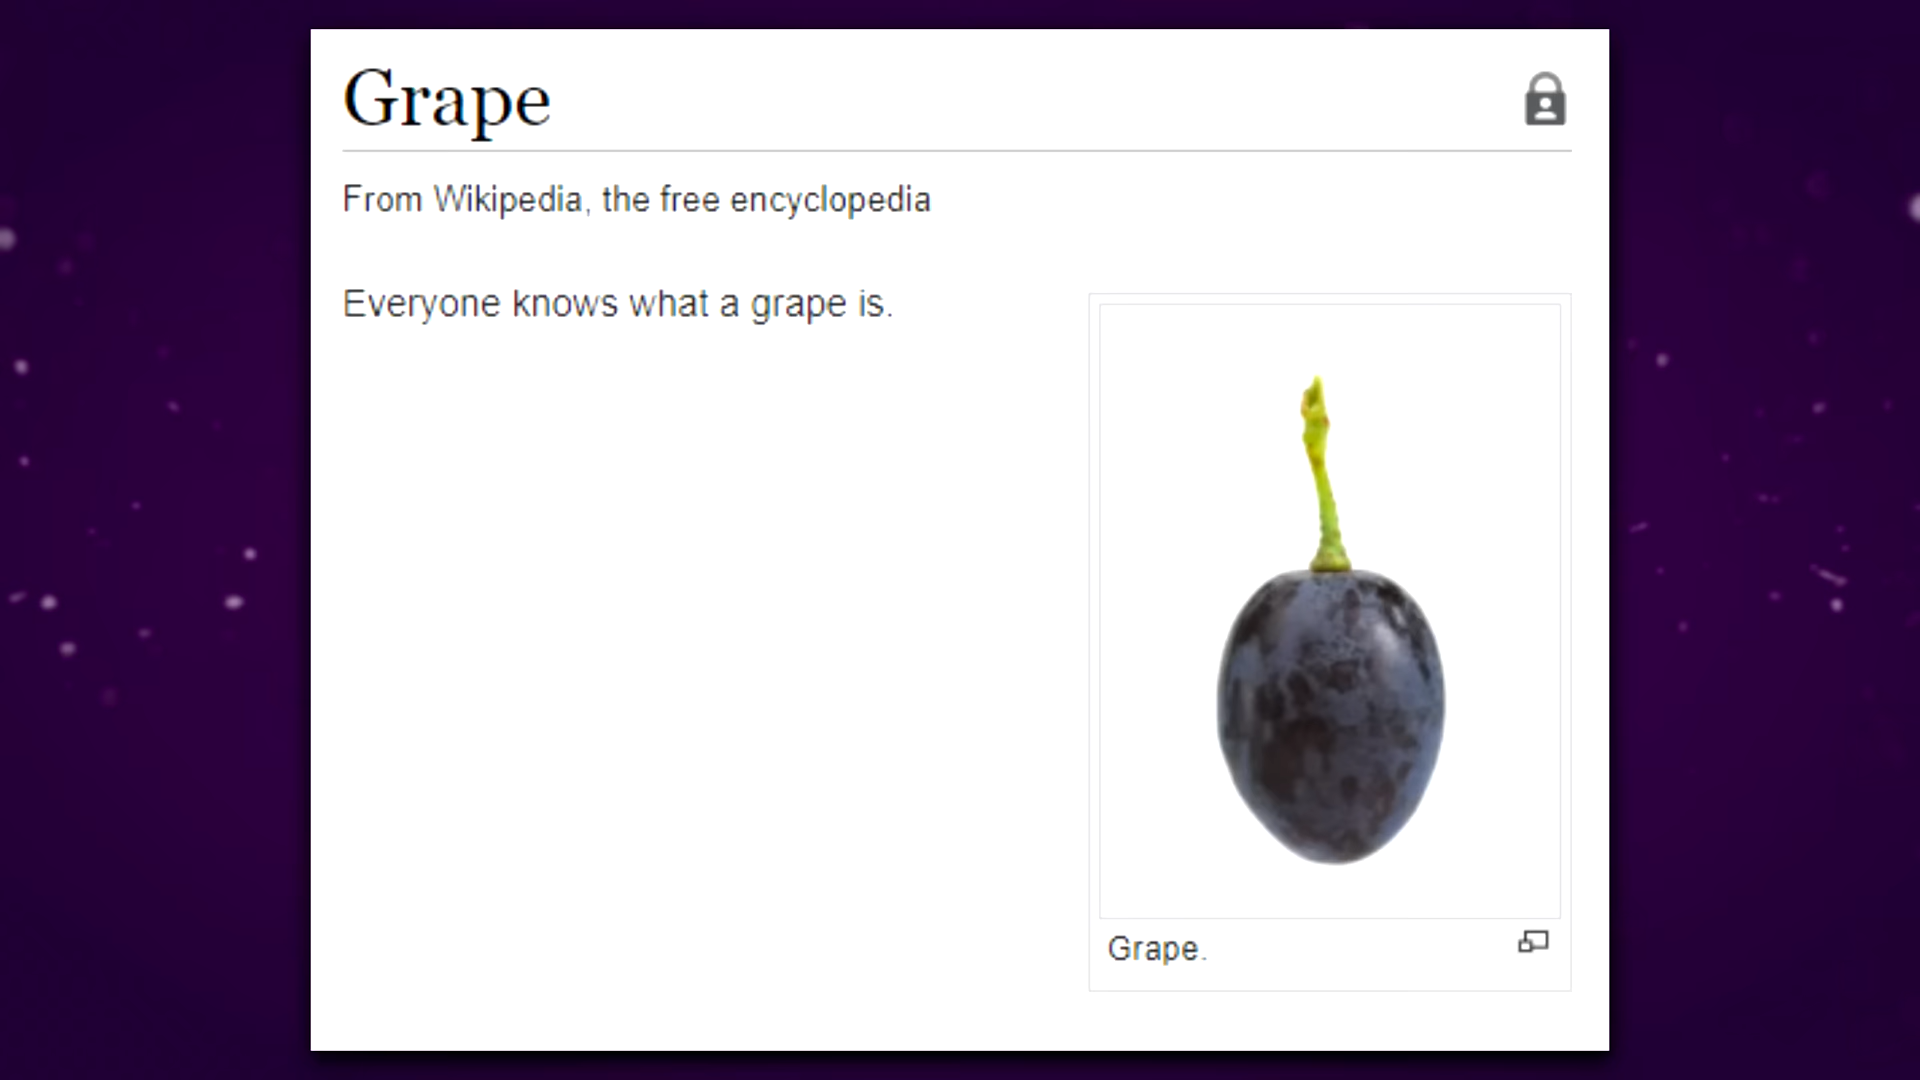 Grape
From Wikipedia, the free encyclopedia
Everyone knows what a grape is.
Grape.